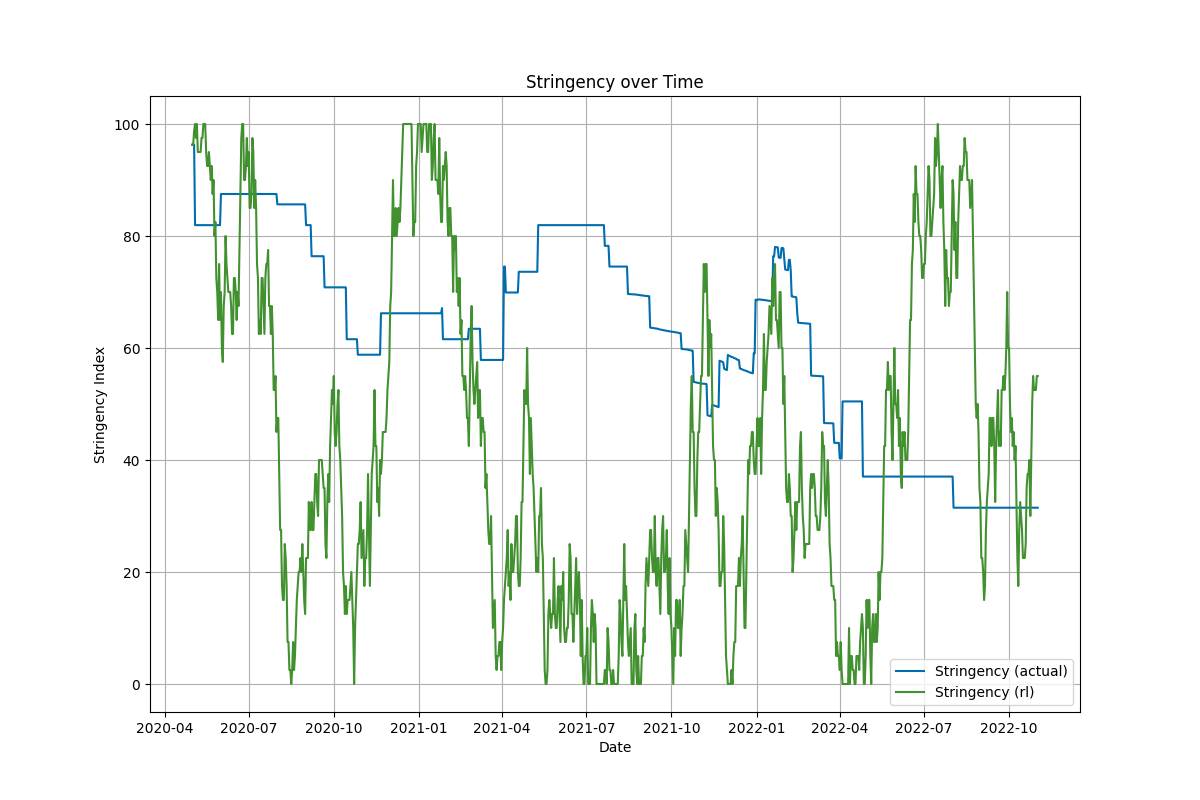 Stringency over Time
Stringency Index
100
80
60
40
20
0
2020-04 2020-07 2020-10 2021-01 2021-04 2021-07 2021-10 2022-01 2022-04 2022-07 2022-10
Date
Stringency (actual)
Stringency (rl)